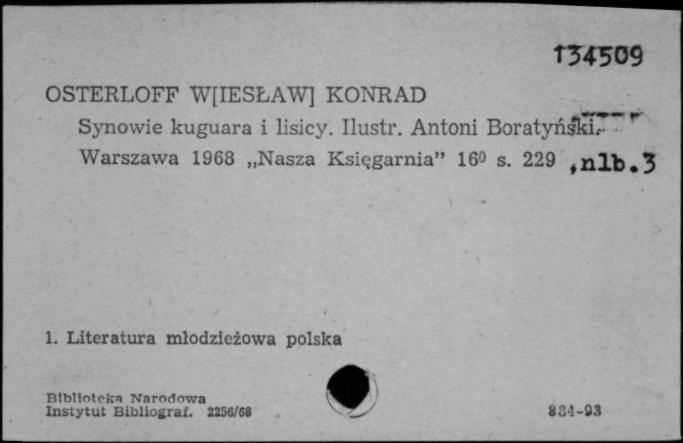 134509
OSTERLOFF W[IESŁAW] KONRAD
Synowie kuguara i lisicy. Ilustr. Antoni Boratyński.
Warszawa 1968 „Nasza Księgarnia” 16⁰ s. 229 ,nlb.3
1. Literatura młodzieżowa polska
Biblioteka Narodowa
Instytut Bibliograf. 2256/68
834-93